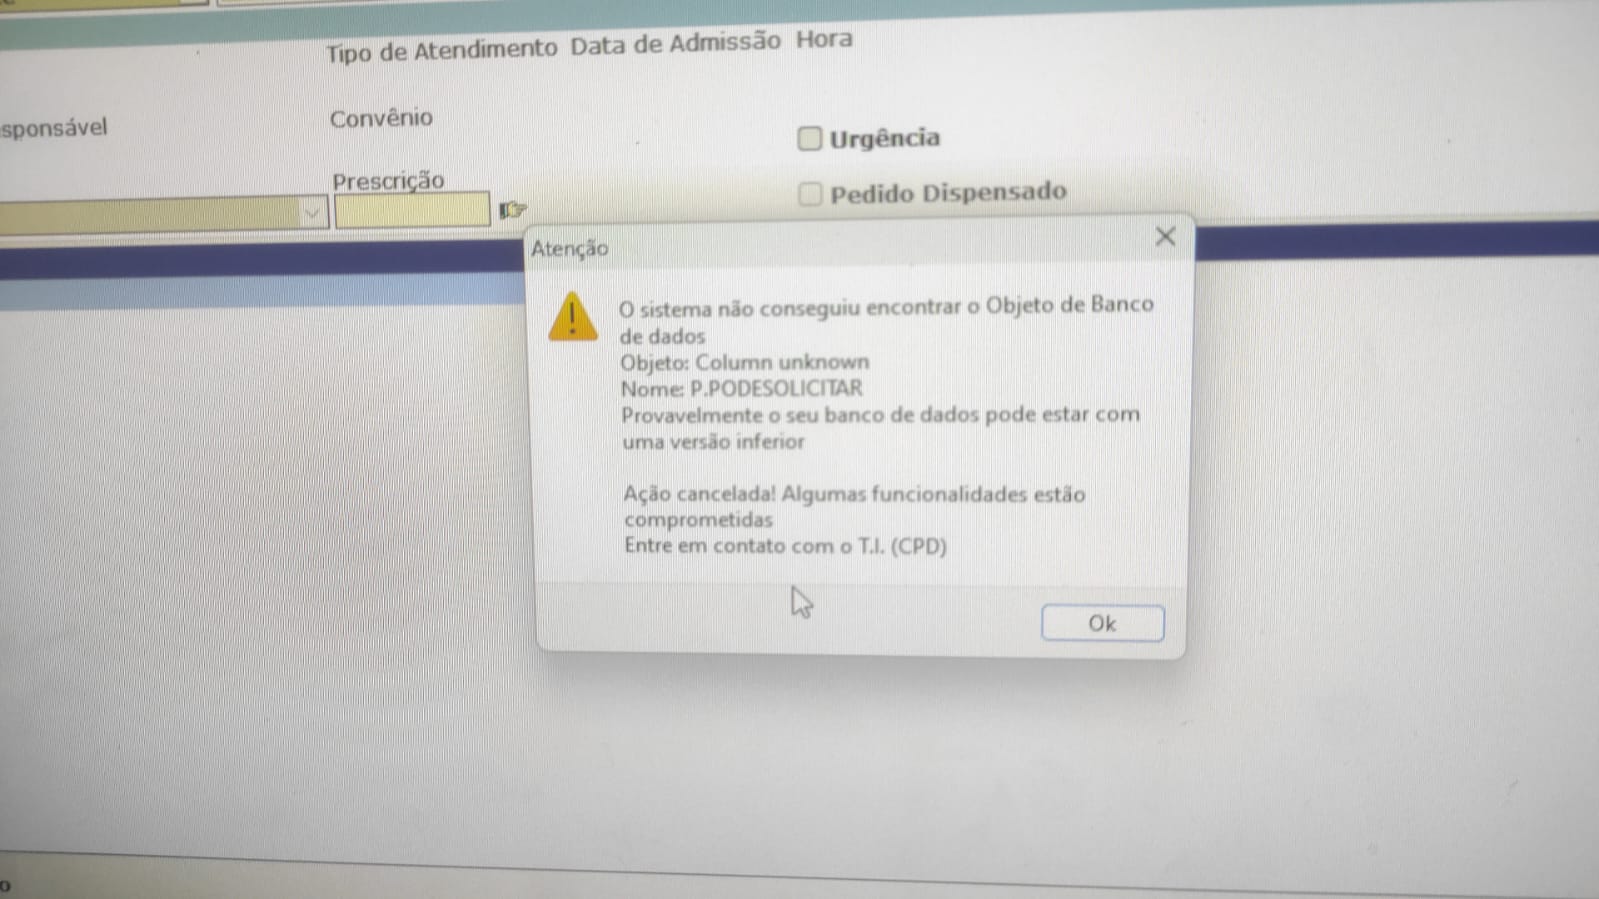 Tipo de Atendimento Data de Admissão Hora
sponsável
Convênio
Urgência
Prescrição
Pedido Dispensado
Atenção
O sistema não conseguiu encontrar o Objeto de Banco
de dados
Objeto: Column unknown
Nome: P.PODESOLICITAR
Provavelmente o seu banco de dados pode estar com
uma versão inferior
Ação cancelada! Algumas funcionalidades estão
comprometidas
Entre em contato com o T.I. (CPD)
Ok
o